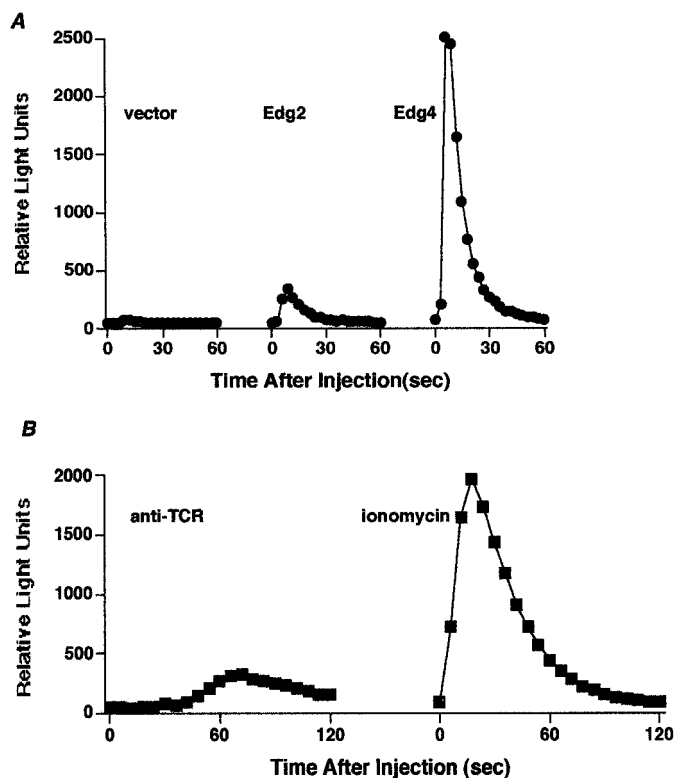 A
2500
2000
1500
1000
500
0
Relative Light Units
vector
Edg2
Edg4
0 30 60 0 30 60 0 30 60
Time After Injection(sec)
B
2000
1500
1000
500
0
Relative Light Units
anti-TCR
ionomycin
0 60 120 0 60 120
Time After Injection (sec)